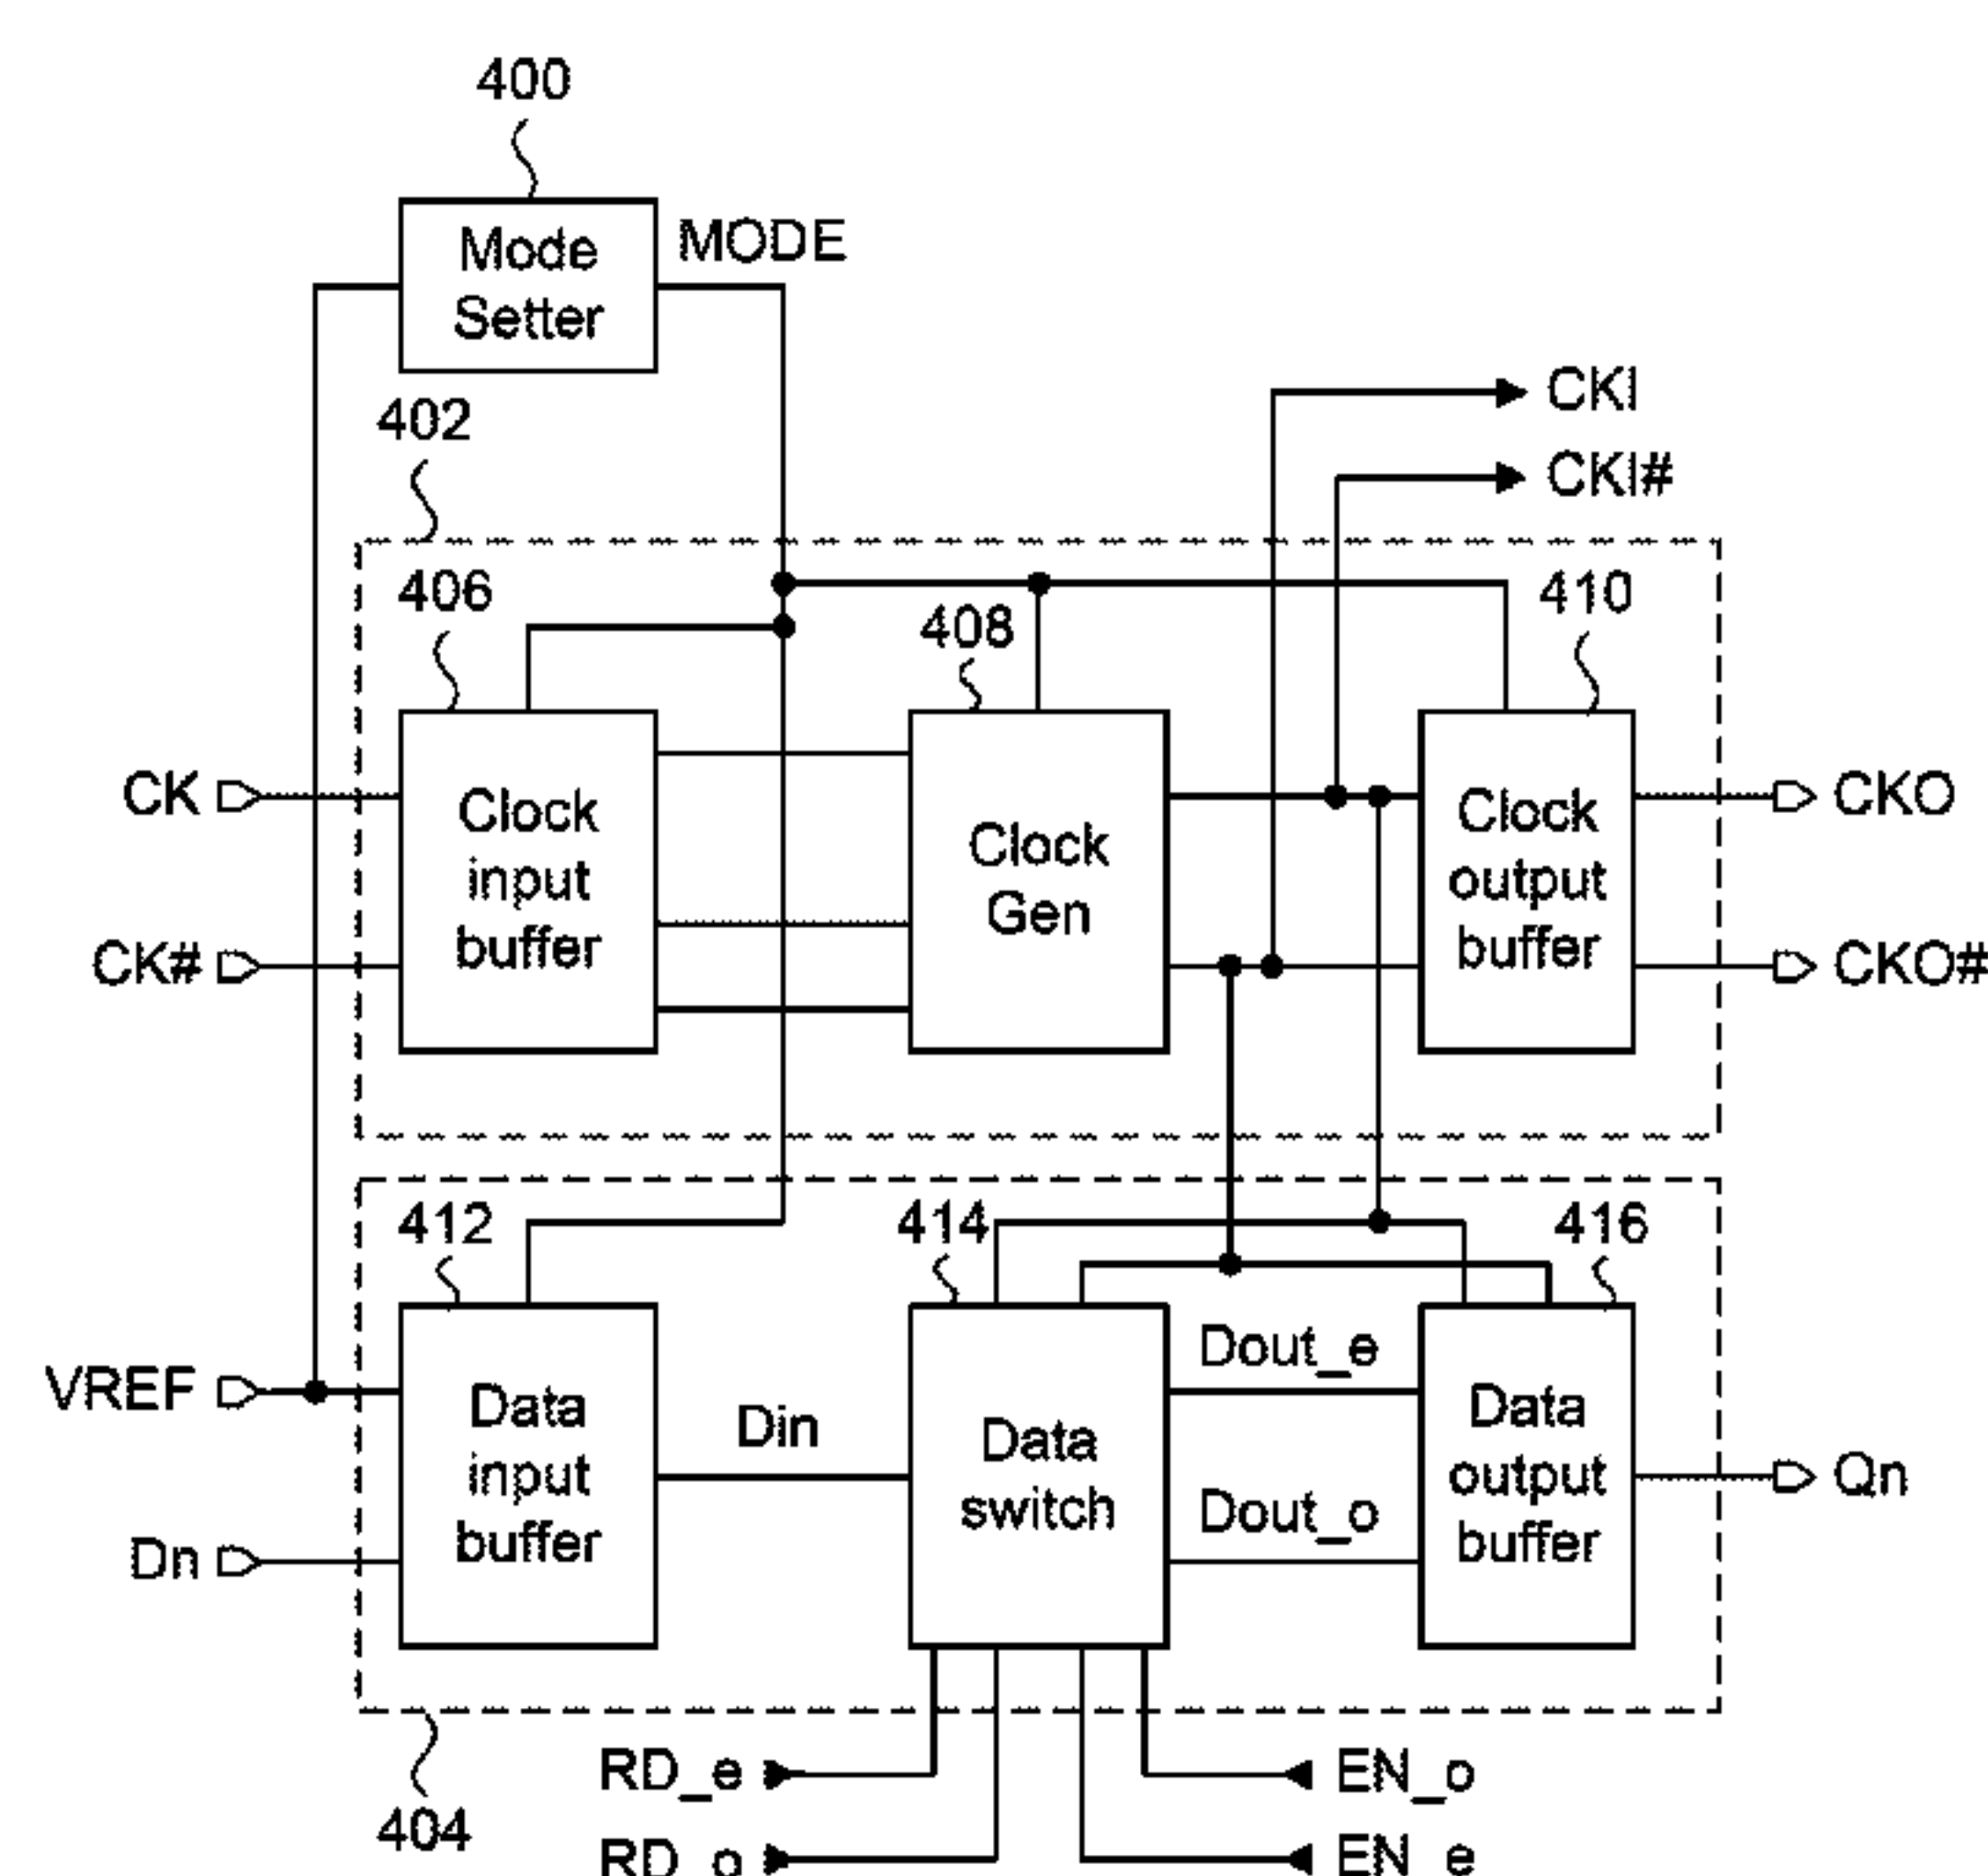 400
Mode
Setter
MODE
402
CKI
CKI#
406
408
410
CK
CK#
Clock
input
buffer
Clock
Gen
Clock
output
buffer
CKO
CKO#
412
414
416
VREF
Dn
Data
input
buffer
Din
Data
switch
Dout_e
Dout_o
Data
output
buffer
Qn
404
RD_e
EN_o
RD_o
EN_e